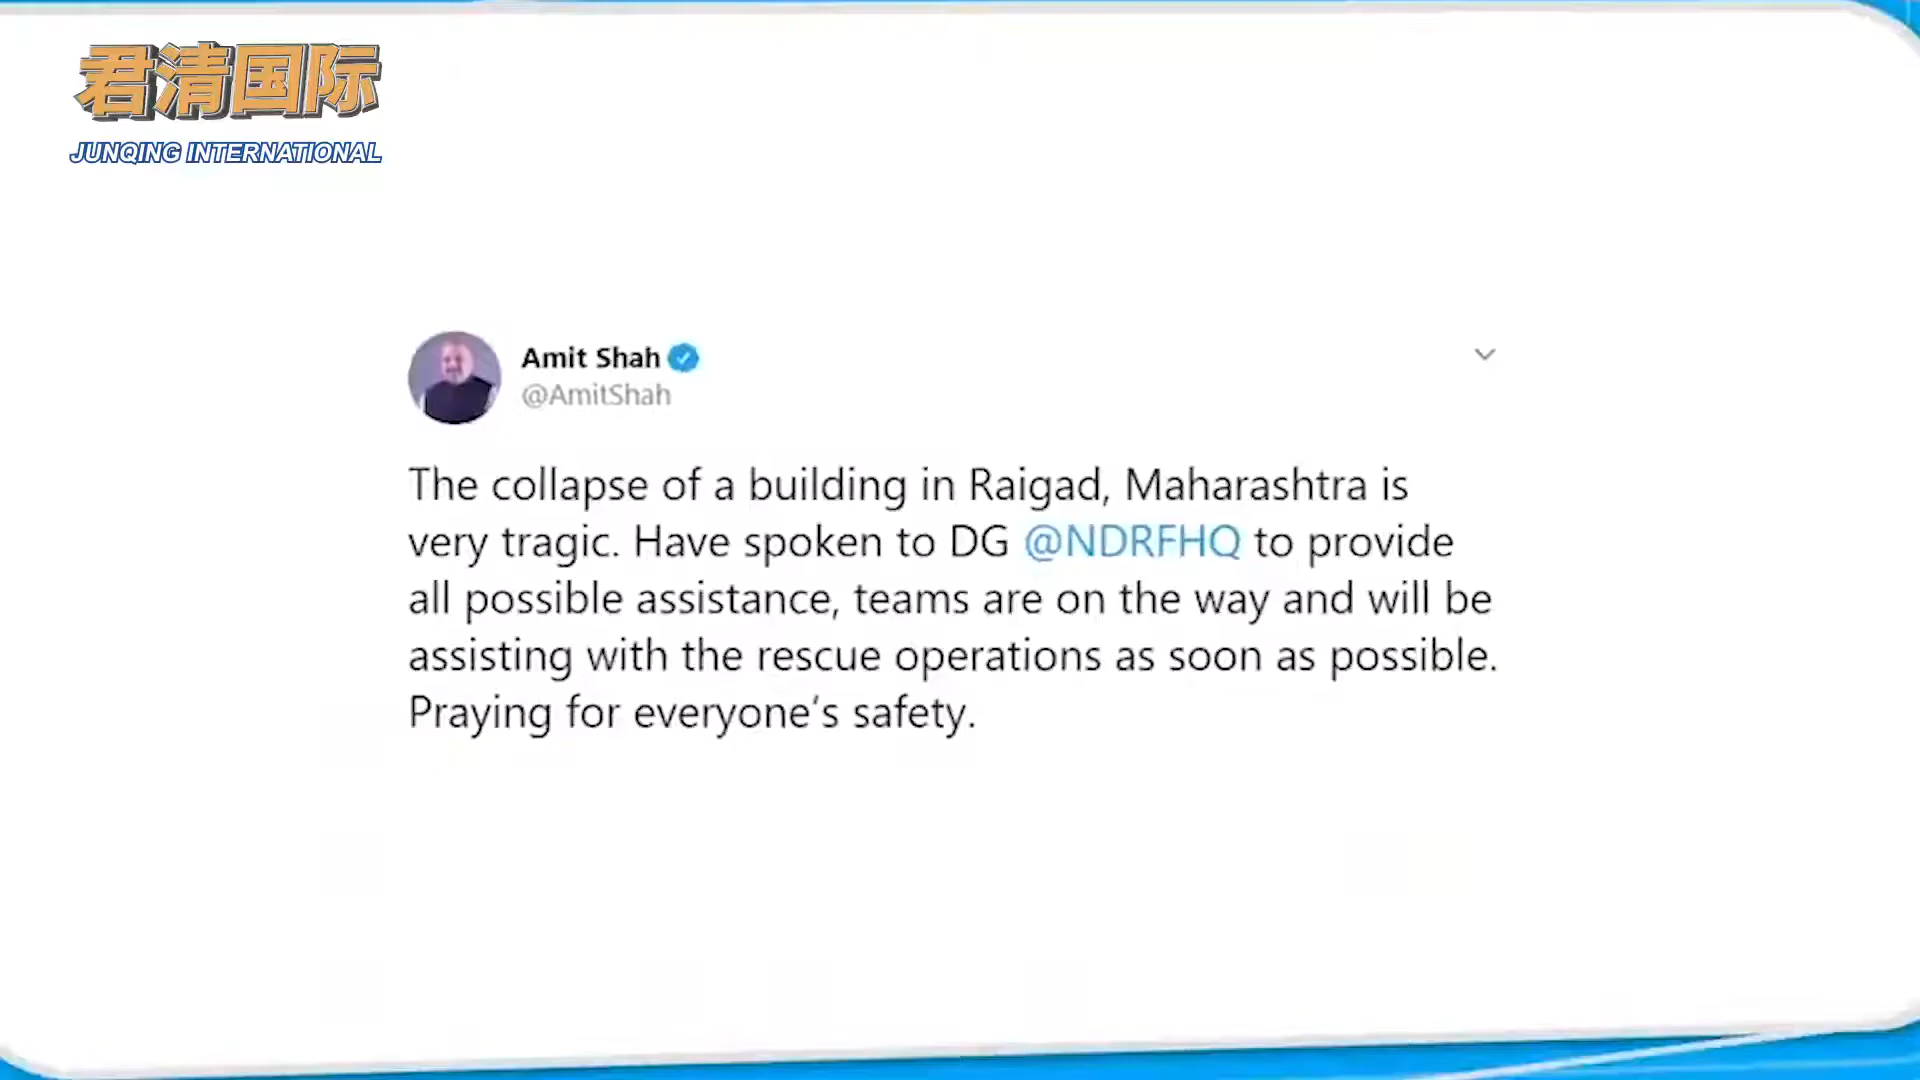 君清国际
JUNQING INTERNATIONAL
Amit Shah
@AmitShah
The collapse of a building in Raigad, Maharashtra is
very tragic. Have spoken to DG @NDRFHQ to provide
all possible assistance, teams are on the way and will be
assisting with the rescue operations as soon as possible.
Praying for everyone's safety.